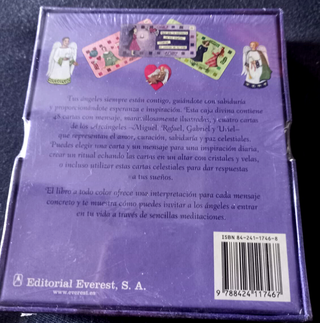 Tus ángeles siempre están contigo, guiándote con sabiduría
y proporcionándote esperanza e inspiración. Esta caja divina contiene
48 cartas con mensaje, maravillosamente ilustradas, y cuatro cartas
de los Arcángeles —Miguel, Rafael, Gabriel y Uriel—
que representan el amor, curación, sabiduría y paz celestiales.
Puedes elegir una carta y un mensaje para una inspiración diaria,
crear un ritual echando las cartas en un altar con cristales y velas,
o incluso utilizar estas cartas celestiales para dar respuestas
a tus sueños.
El libro a todo color ofrece una interpretación para cada mensaje
concreto y te muestra cómo puedes invitar a los ángeles a entrar
en tu vida a través de sencillas meditaciones.
ISBN 84-241-1746-6
9 788424 117467
Editorial Everest, S. A.
www.everest.es